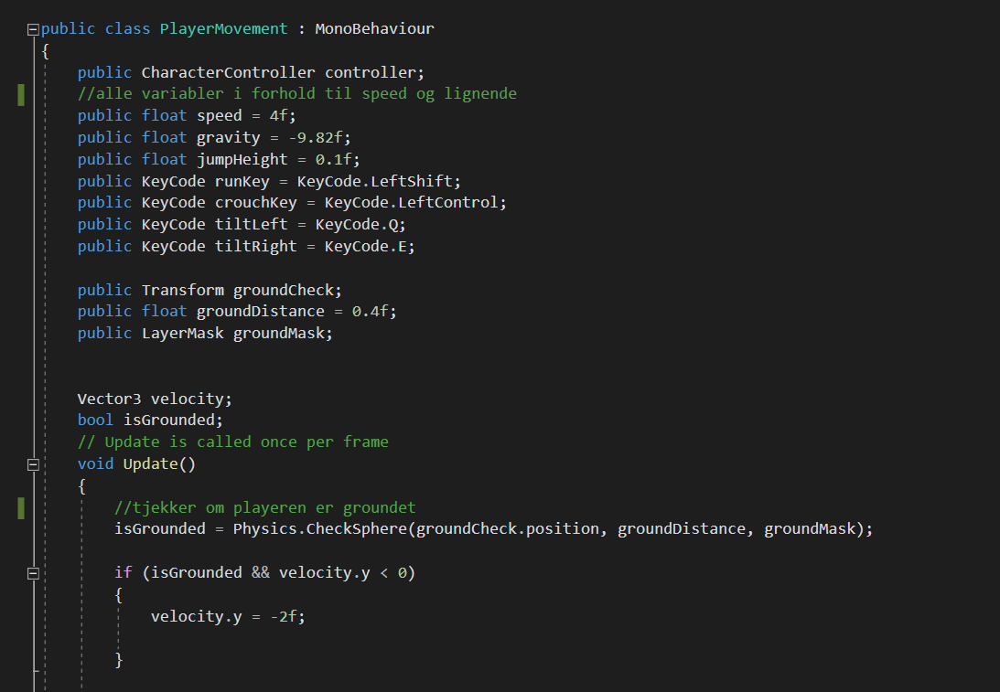 public class PlayerMovement : MonoBehaviour
{
    public CharacterController controller;
    //alle variabler i forhold til speed og lignende
    public float speed = 4f;
    public float gravity = -9.82f;
    public float jumpHeight = 0.1f;
    public KeyCode runKey = KeyCode.LeftShift;
    public KeyCode crouchKey = KeyCode.LeftControl;
    public KeyCode tiltLeft = KeyCode.Q;
    public KeyCode tiltRight = KeyCode.E;

    public Transform groundCheck;
    public float groundDistance = 0.4f;
    public LayerMask groundMask;


    Vector3 velocity;
    bool isGrounded;
    // Update is called once per frame
    void Update()
    {
        //tjekker om playeren er groundet
        isGrounded = Physics.CheckSphere(groundCheck.position, groundDistance, groundMask);

        if (isGrounded && velocity.y < 0)
        {
            velocity.y = -2f;

        }